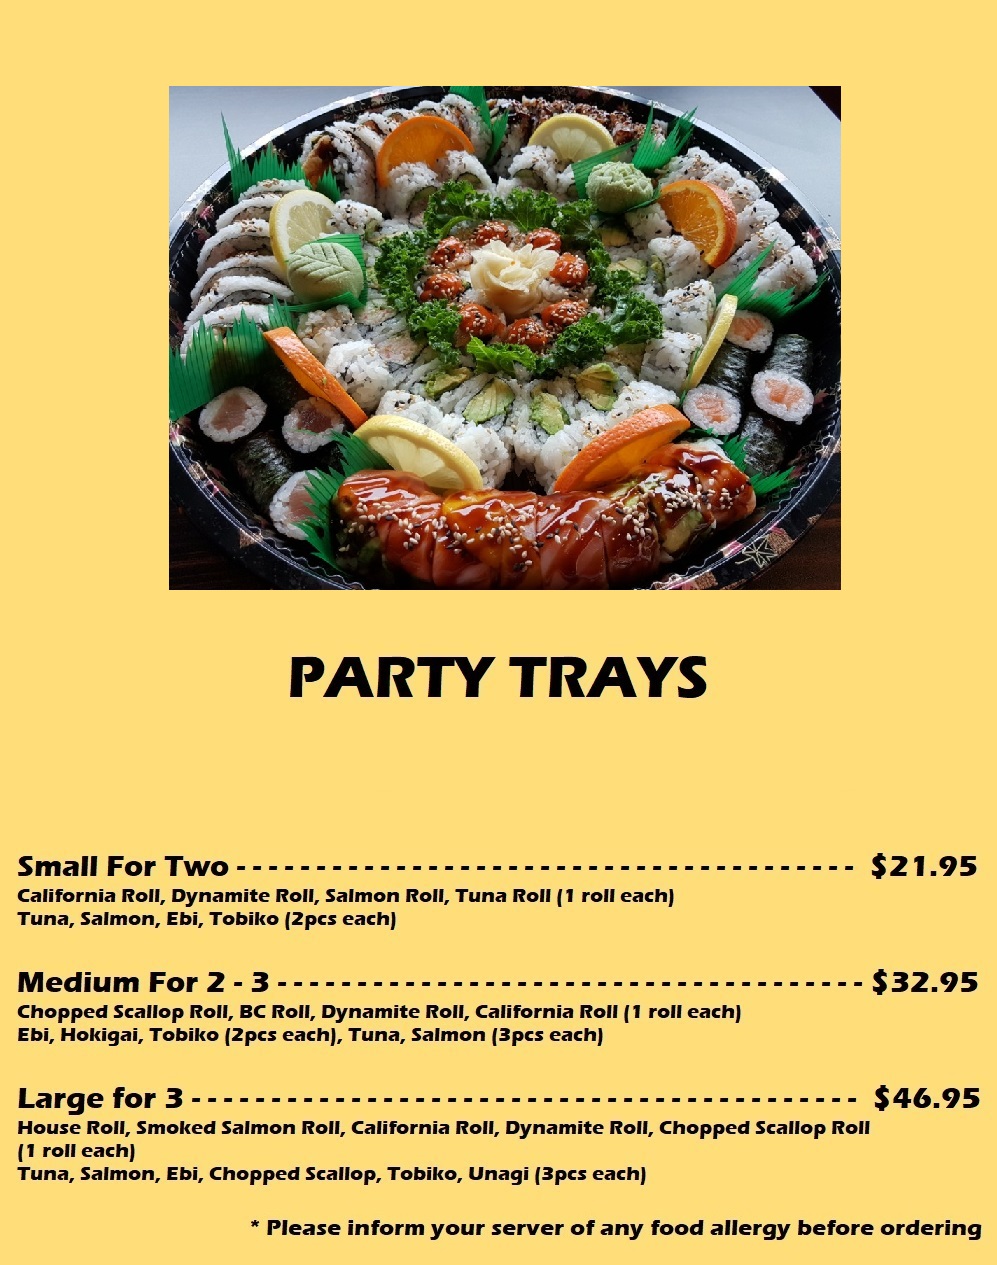 PARTY TRAYS
Small For Two - - - - - - - - - - - - - - - - - - - - - - - - - - - - - - - - - - - - - - - $21.95
California Roll, Dynamite Roll, Salmon Roll, Tuna Roll (1 roll each)
Tuna, Salmon, Ebi, Tobiko (2pcs each)
Medium For 2 - 3 - - - - - - - - - - - - - - - - - - - - - - - - - - - - - - - - - - - - - $32.95
Chopped Scallop Roll, BC Roll, Dynamite Roll, California Roll (1 roll each)
Ebi, Hokigai, Tobiko (2pcs each), Tuna, Salmon (3pcs each)
Large for 3 - - - - - - - - - - - - - - - - - - - - - - - - - - - - - - - - - - - - - - - - - - $46.95
House Roll, Smoked Salmon Roll, California Roll, Dynamite Roll, Chopped Scallop Roll
(1 roll each)
Tuna, Salmon, Ebi, Chopped Scallop, Tobiko, Unagi (3pcs each)
* Please inform your server of any food allergy before ordering